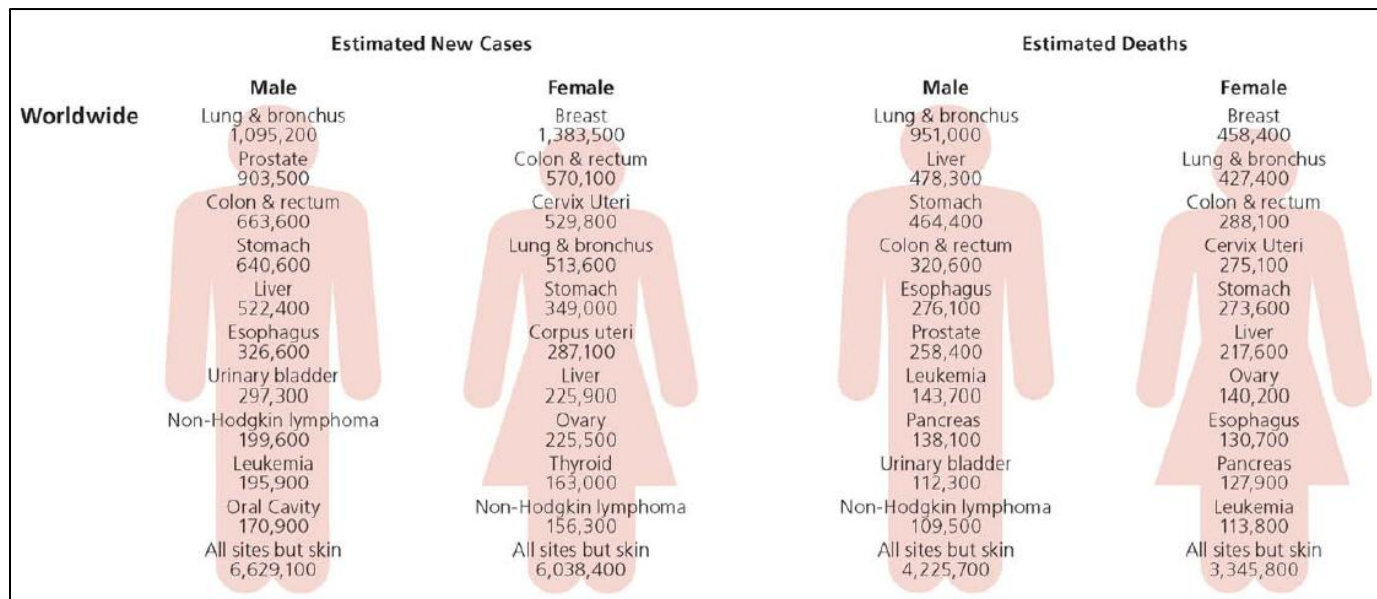 Estimated New Cases
Estimated Deaths
Worldwide
Male
Lung & bronchus
1,095,200
Prostate
903,500
Colon & rectum
663,600
Stomach
640,600
Liver
522,400
Esophagus
326,600
Urinary bladder
297,300
Non-Hodgkin lymphoma
199,600
Leukemia
195,900
Oral Cavity
170,900
All sites but skin
6,629,100
Female
Breast
1,383,500
Colon & rectum
570,100
Cervix Uteri
529,800
Lung & bronchus
513,600
Stomach
349,000
Corpus uteri
287,100
Liver
225,900
Ovary
225,500
Thyroid
163,000
Non-Hodgkin lymphoma
156,300
All sites but skin
6,038,400
Male
Lung & bronchus
951,000
Liver
478,300
Stomach
464,400
Colon & rectum
320,600
Esophagus
276,100
Prostate
258,400
Leukemia
143,700
Pancreas
138,100
Urinary bladder
112,300
Non-Hodgkin lymphoma
109,500
All sites but skin
4,225,700
Female
Breast
458,400
Lung & bronchus
427,400
Colon & rectum
288,100
Cervix Uteri
275,100
Stomach
273,600
Liver
217,600
Ovary
140,200
Esophagus
130,700
Pancreas
127,900
Leukemia
113,800
All sites but skin
3,345,800